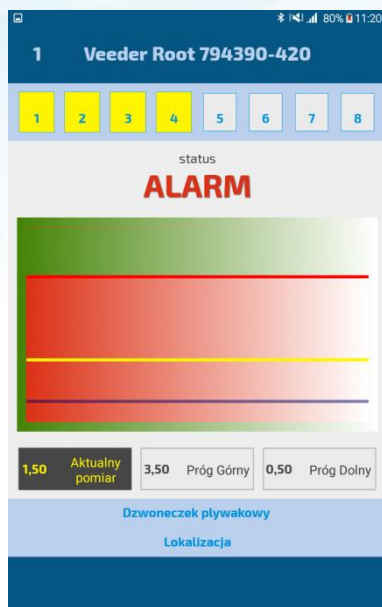 80% 11:20
1 Veeder Root 794390-420
1 2 3 4 5 6 7 8
status
ALARM
1,50 Aktualny pomiar 3,50 Próg Górny 0,50 Próg Dolny
Dzwoneczek plywakowy
Lokalizacja